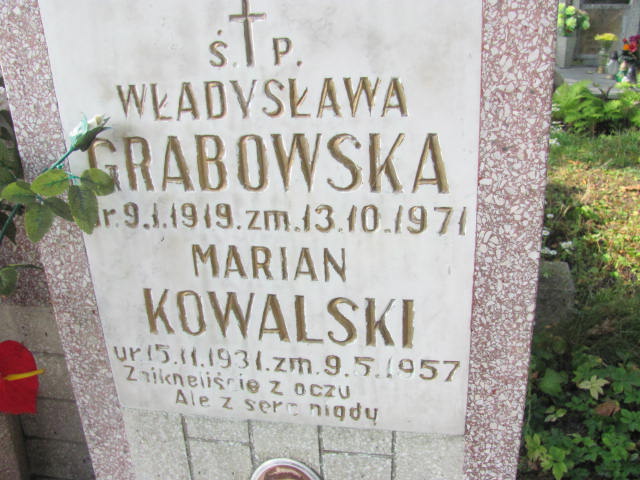 Ś. P.
WŁADYSŁAWA
GRABOWSKA
ur. 9.1.1919. zm. 13.10.1971
MARIAN
KOWALSKI
ur 15.11.1931. zm. 9.5.1957
Znikneliście z oczu
Ale z serc nigdy